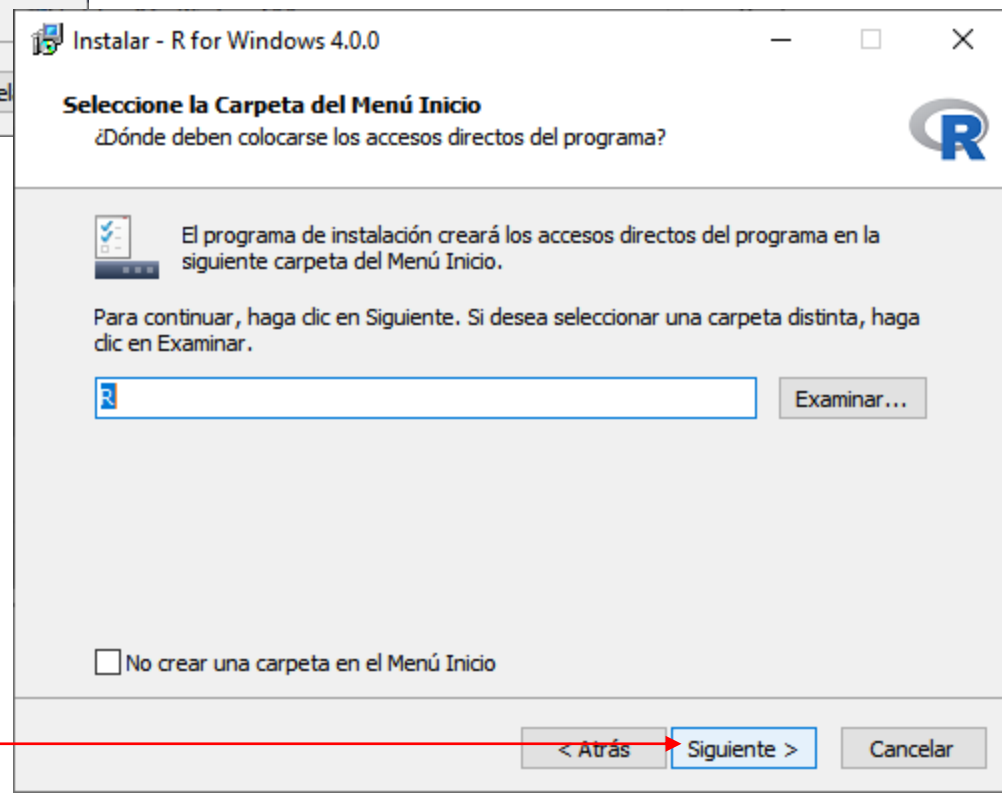 Instalar - R for Windows 4.0.0
Seleccione la Carpeta del Menú Inicio
¿Dónde deben colocarse los accesos directos del programa?
R
El programa de instalación creará los accesos directos del programa en la
siguiente carpeta del Menú Inicio.
Para continuar, haga clic en Siguiente. Si desea seleccionar una carpeta distinta, haga
clic en Examinar.
R
Examinar...
No crear una carpeta en el Menú Inicio
< Atrás
Siguiente >
Cancelar